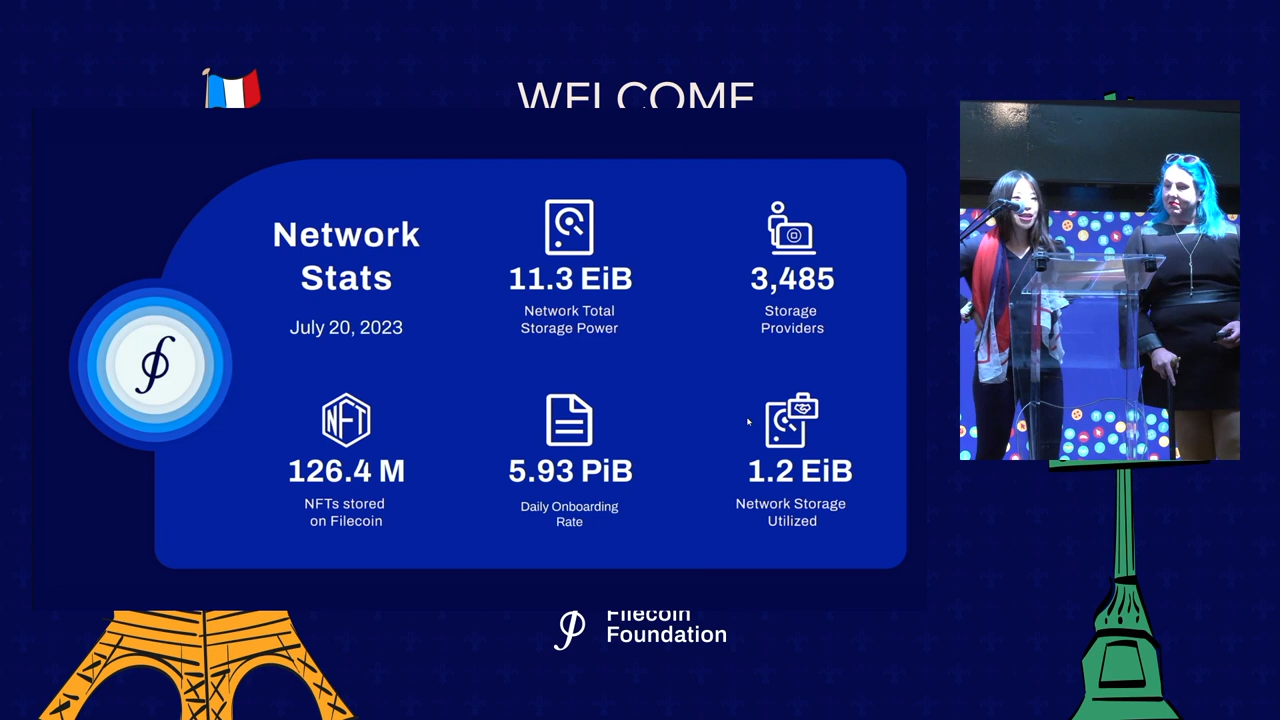 WELCOME
Network
Stats
July 20, 2023
11.3 EiB
Network Total
Storage Power
3,485
Storage
Providers
NFT
126.4 M
NFTs stored
on Filecoin
5.93 PiB
Daily Onboarding
Rate
1.2 EiB
Network Storage
Utilized
Filecoin
Foundation